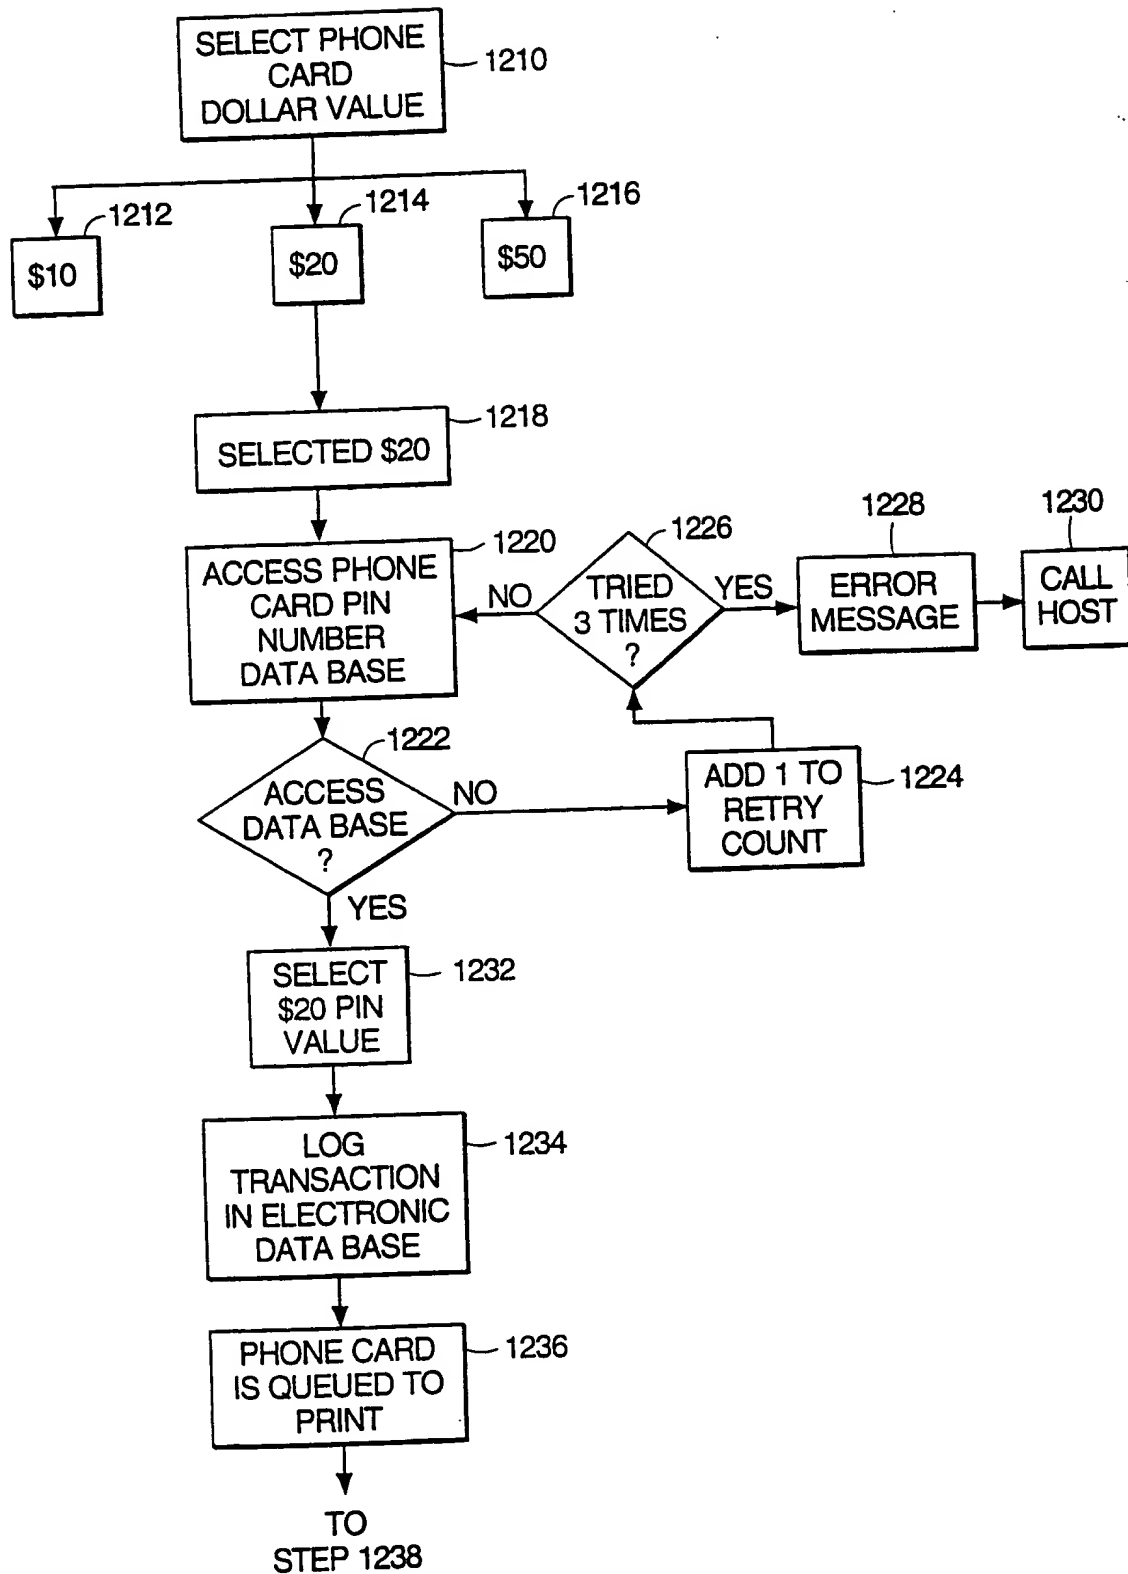 SELECT PHONE
CARD
DOLLAR VALUE
1210
1212
1214
1216
$10
$20
$50
1218
SELECTED $20
1220
ACCESS PHONE
CARD PIN
NUMBER
DATA BASE
NO
1226
TRIED
3 TIMES
?
YES
1228
ERROR
MESSAGE
1230
CALL
HOST
1222
ACCESS
DATA BASE
?
NO
ADD 1 TO
RETRY
COUNT
1224
YES
SELECT
$20 PIN
VALUE
1232
LOG
TRANSACTION
IN ELECTRONIC
DATA BASE
1234
PHONE CARD
IS QUEUED TO
PRINT
1236
TO
STEP 1238